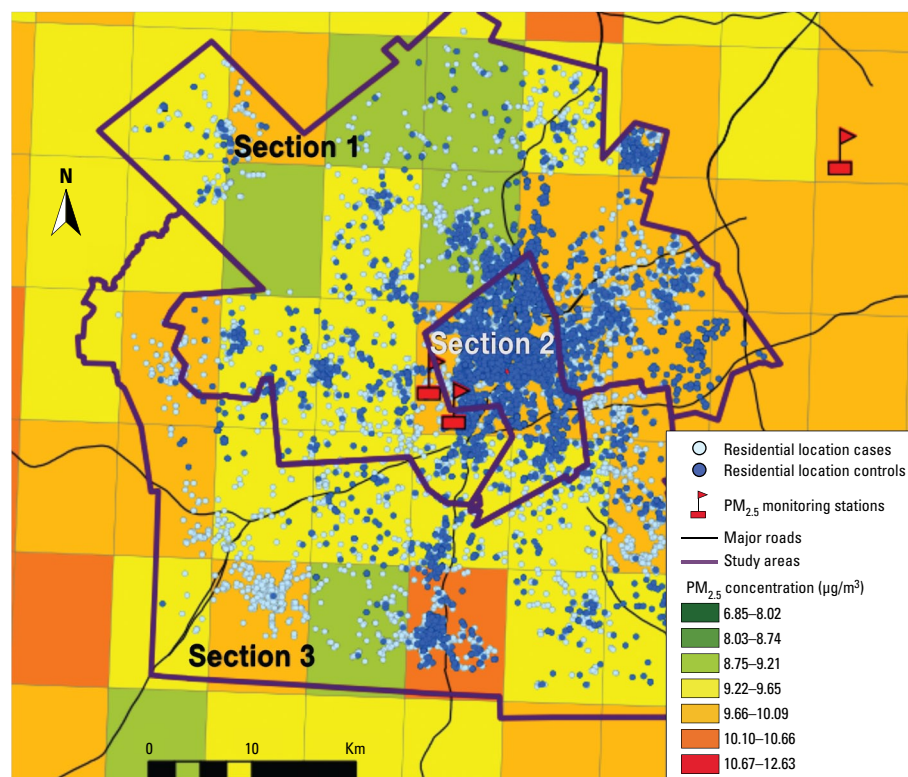 Section 1
N
Section 2
Section 3
0 10 Km
Residential location cases
Residential location controls
PM2.5 monitoring stations
Major roads
Study areas
PM2.5 concentration (μg/m³)
6.85–8.02
8.03–8.74
8.75–9.21
9.22–9.65
9.66–10.09
10.10–10.66
10.67–12.63